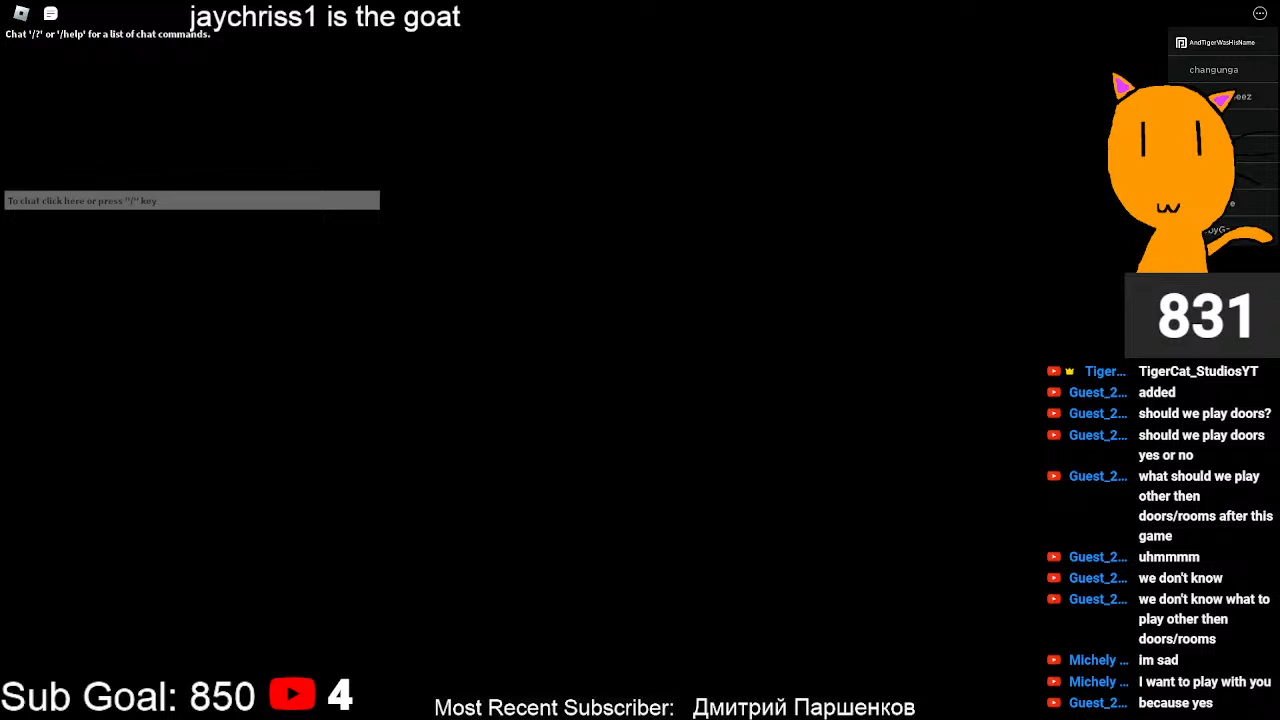 jaychriss1 is the goat
Chat '/?' or '/help' for a list of chat commands.
AndTigerWasHisName
changunga
eez
To chat click here or press "/" key
e
831
Tiger... TigerCat_StudiosYT
Guest_2... added
Guest_2... should we play doors?
Guest_2... should we play doors
yes or no
Guest_2... what should we play
other then
doors/rooms after this
game
Guest_2... uhmmmm
Guest_2... we don't know
Guest_2... we don't know what to
play other then
doors/rooms
Michely ... im sad
Michely ... I want to play with you
Guest_2... because yes
Sub Goal: 850 4
Most Recent Subscriber: Дмитрий Паршенков